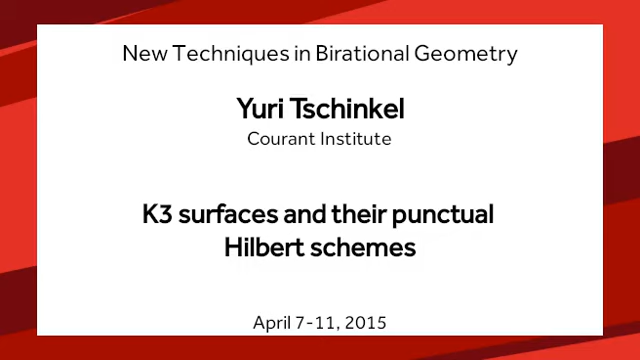 New Techniques in Birational Geometry
Yuri Tschinkel
Courant Institute
K3 surfaces and their punctual
Hilbert schemes
April 7-11, 2015